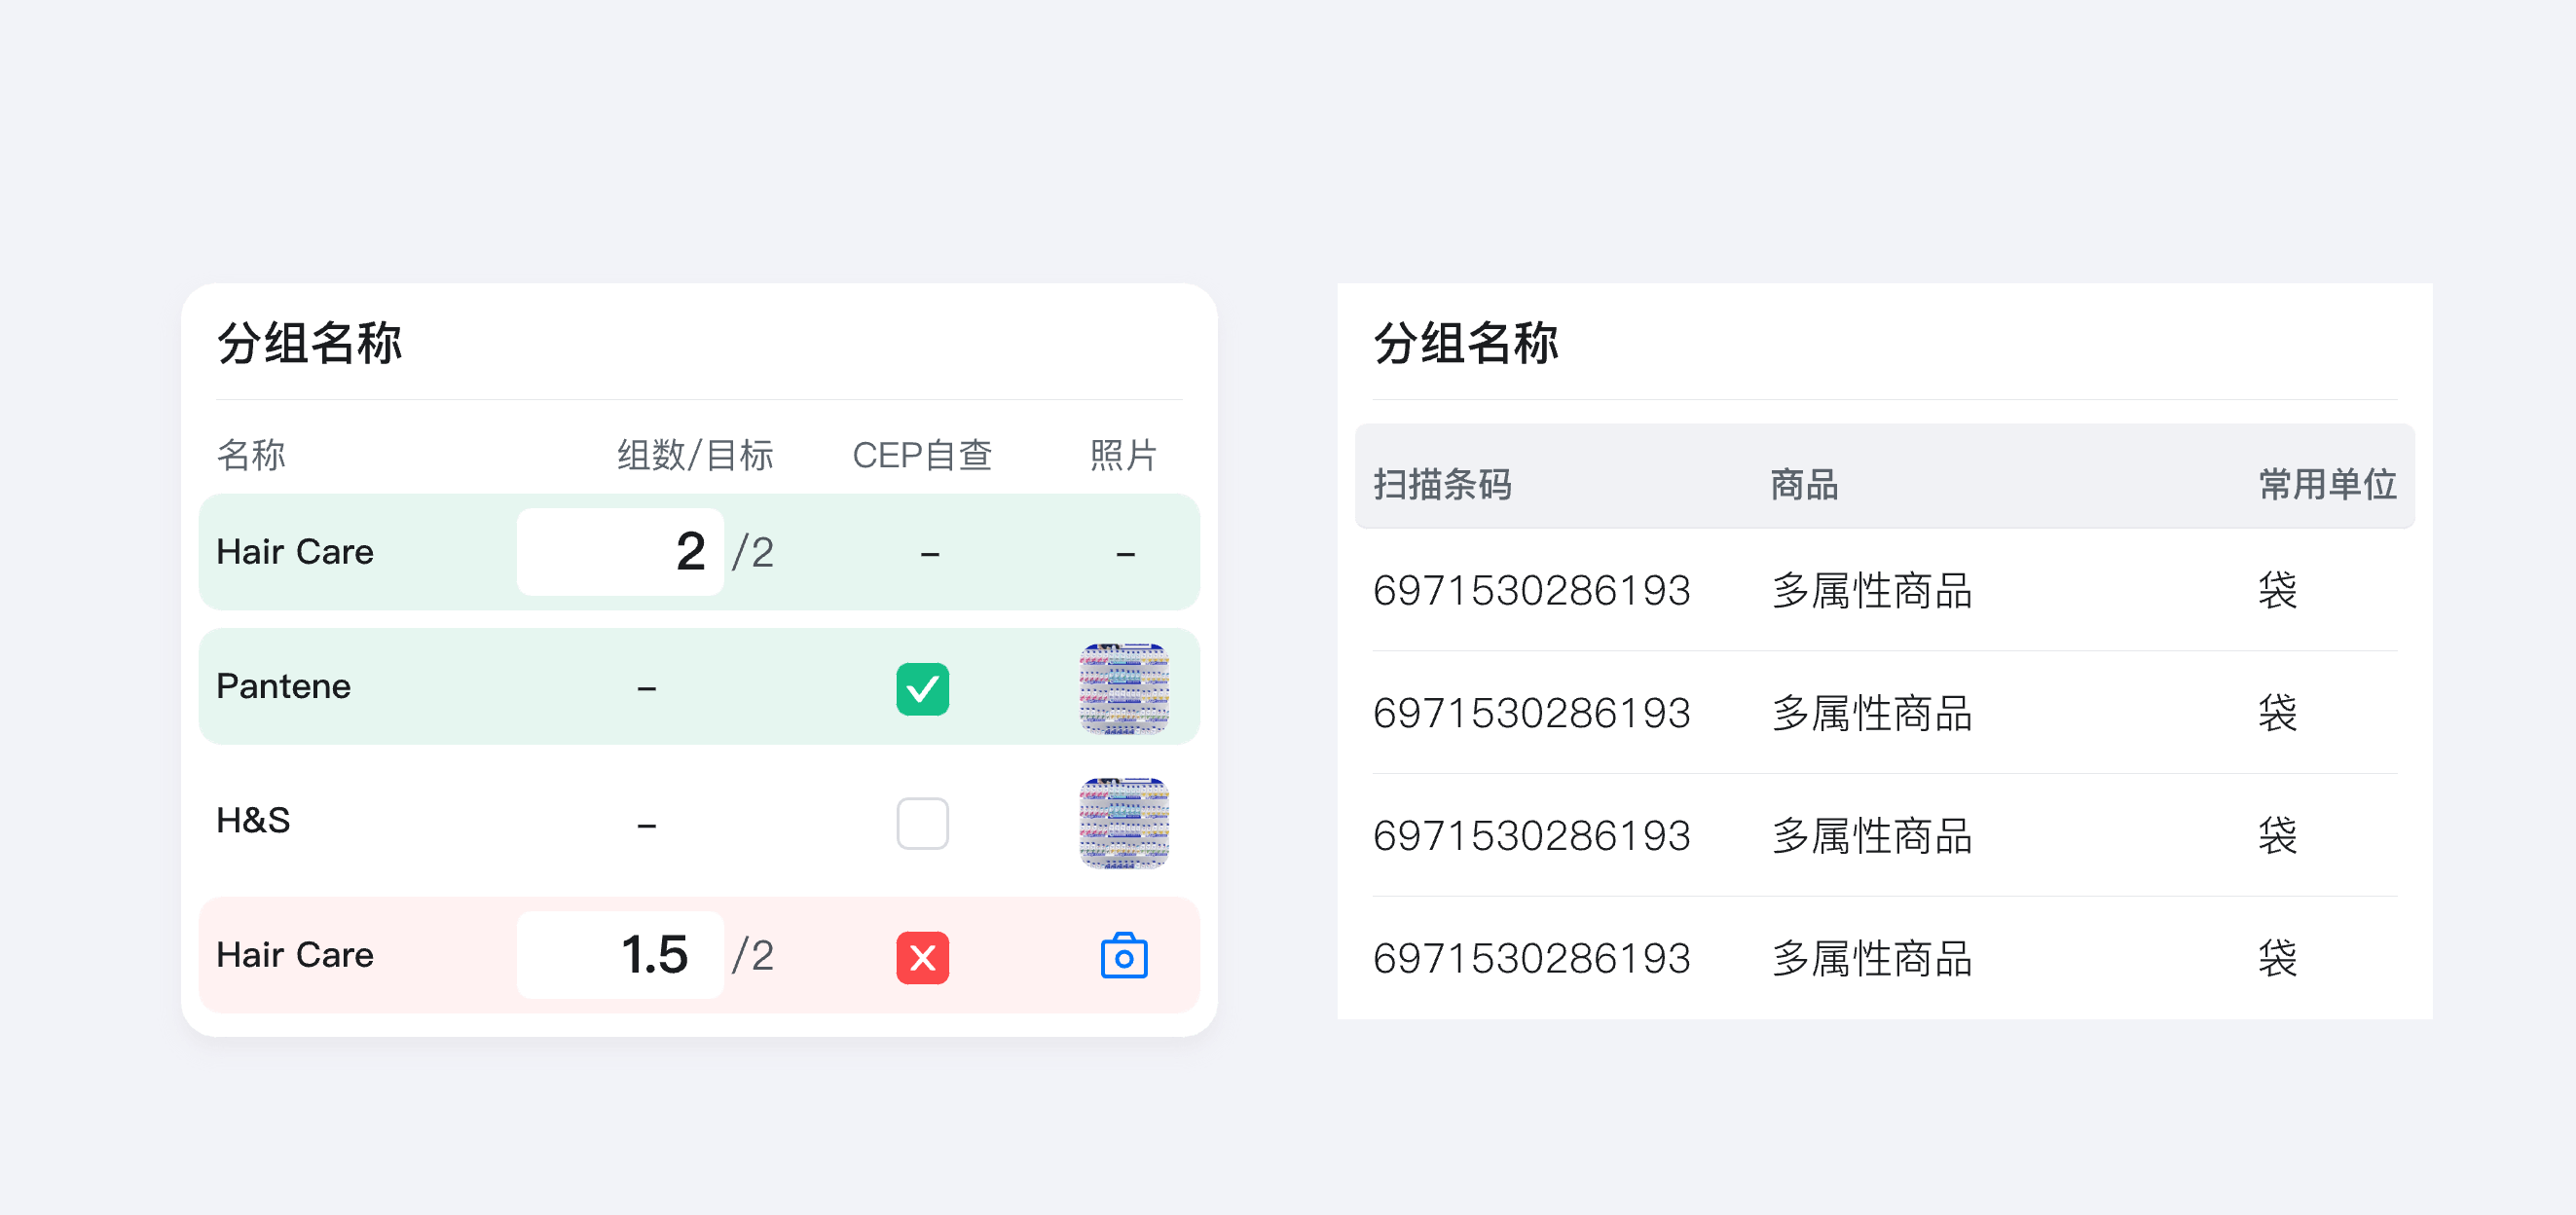 分组名称
名称 组数/目标 CEP自查 照片
Hair Care 2 /2 – –
Pantene –
H&S –
Hair Care 1.5 /2
分组名称
扫描条码 商品 常用单位
6971530286193 多属性商品 袋
6971530286193 多属性商品 袋
6971530286193 多属性商品 袋
6971530286193 多属性商品 袋